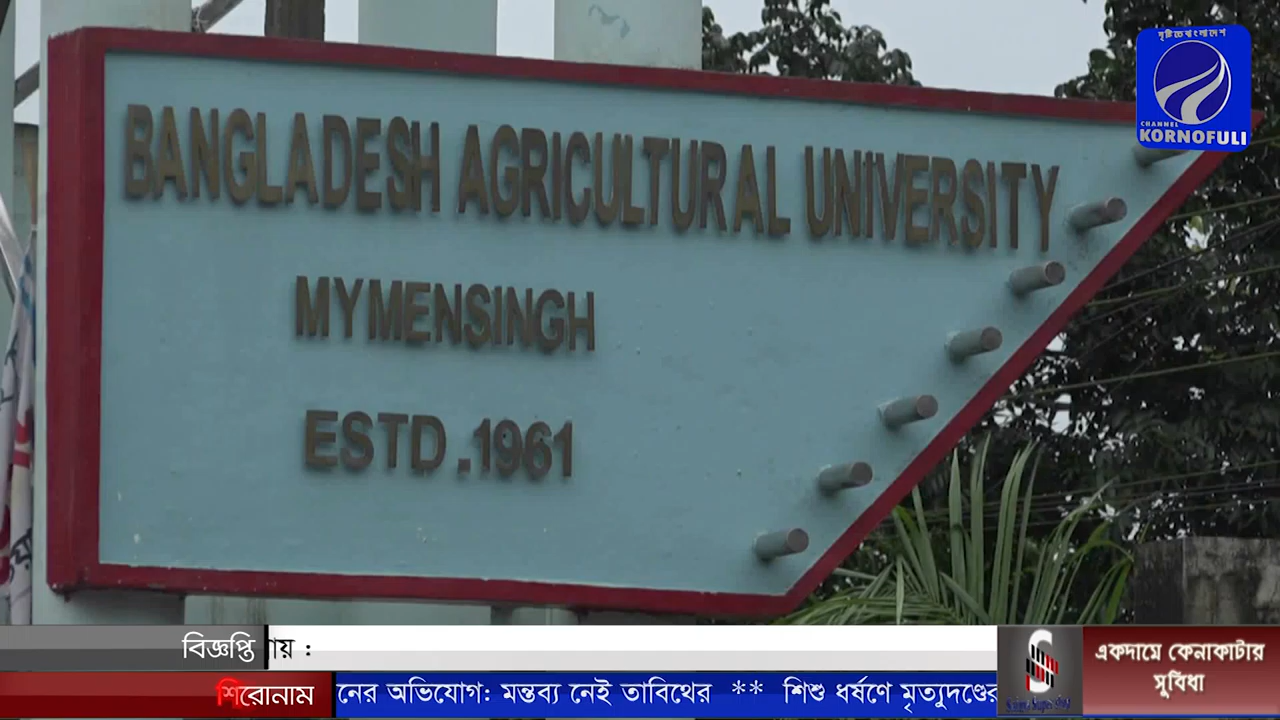 সৃষ্টিতে বাংলাদেশ
CHANNEL
KORNOFULI
BANGLADESH AGRICULTURAL UNIVERSITY
MYMENSINGH
ESTD.1961
বিজ্ঞপ্তি
য় :
একদামে কেনাকাটার
সুবিধা
শিরোনাম
নের অভিযোগ: মন্তব্য নেই তাবিথের ** শিশু ধর্ষণে মৃত্যুদণ্ডের